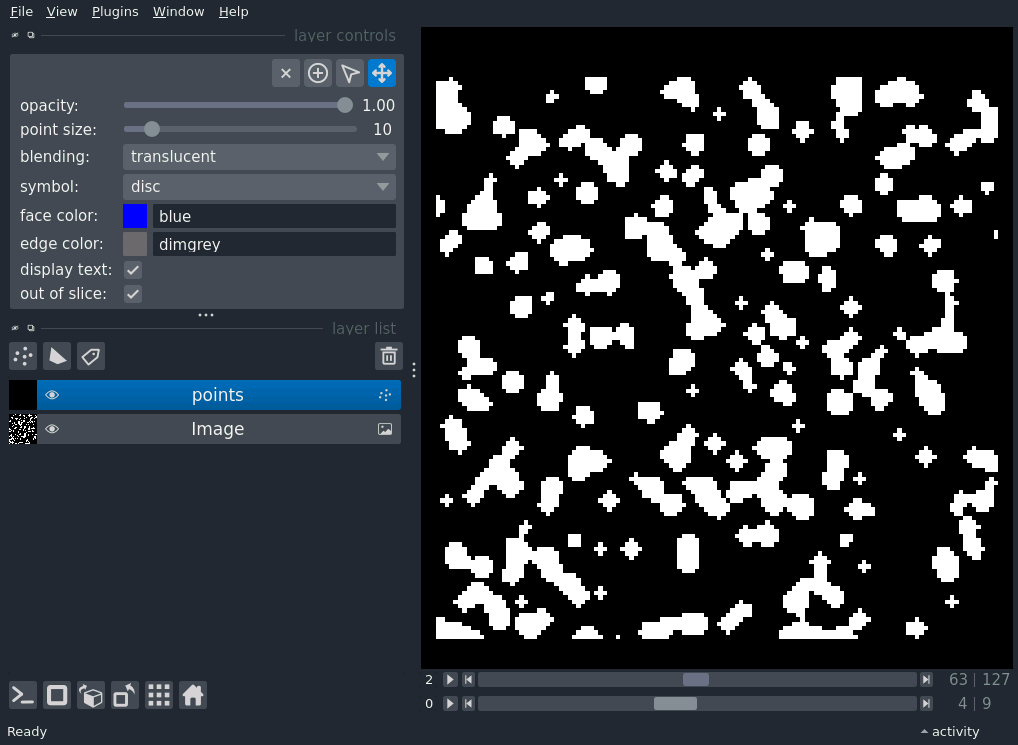 File View Plugins Window Help
layer controls
opacity: 1.00
point size: 10
blending: translucent
symbol: disc
face color: blue
edge color: dimgrey
display text:
out of slice:
layer list
points
Image
2 63 | 127
0 4 | 9
Ready activity